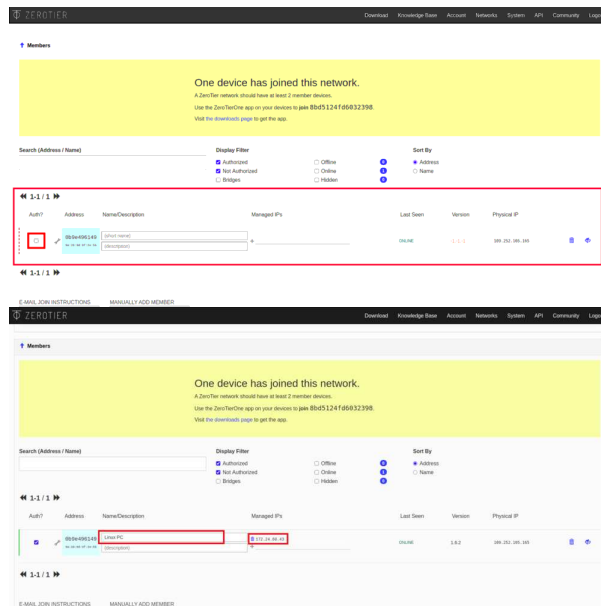 ZEROTIER
Download Knowledge Base Account Networks System API Community Logo
Members
One device has joined this network.
A ZeroTier network should have at least 2 member devices.
Use the ZeroTierOne app on your devices to join 8bd5124fd6032398.
Visit the downloads page to get the app.
Search (Address / Name) Display Filter Sort By
Authorized Offline 0 Address
Not Authorized Online 1 Name
Bridges Hidden 0
1-1 / 1
Auth? Address Name/Description Managed IPs Last Seen Version Physical IP
(short name)
(description) + ONLINE
1-1 / 1
E-MAIL JOIN INSTRUCTIONS MANUALLY ADD MEMBER
ZEROTIER
Download Knowledge Base Account Networks System API Community Logo
Members
One device has joined this network.
A ZeroTier network should have at least 2 member devices.
Use the ZeroTierOne app on your devices to join 8bd5124fd6032398.
Visit the downloads page to get the app.
Search (Address / Name) Display Filter Sort By
Authorized Offline 0 Address
Not Authorized Online 1 Name
Bridges Hidden 0
1-1 / 1
Auth? Address Name/Description Managed IPs Last Seen Version Physical IP
Linux PC
(description) + ONLINE
1-1 / 1
E-MAIL JOIN INSTRUCTIONS MANUALLY ADD MEMBER